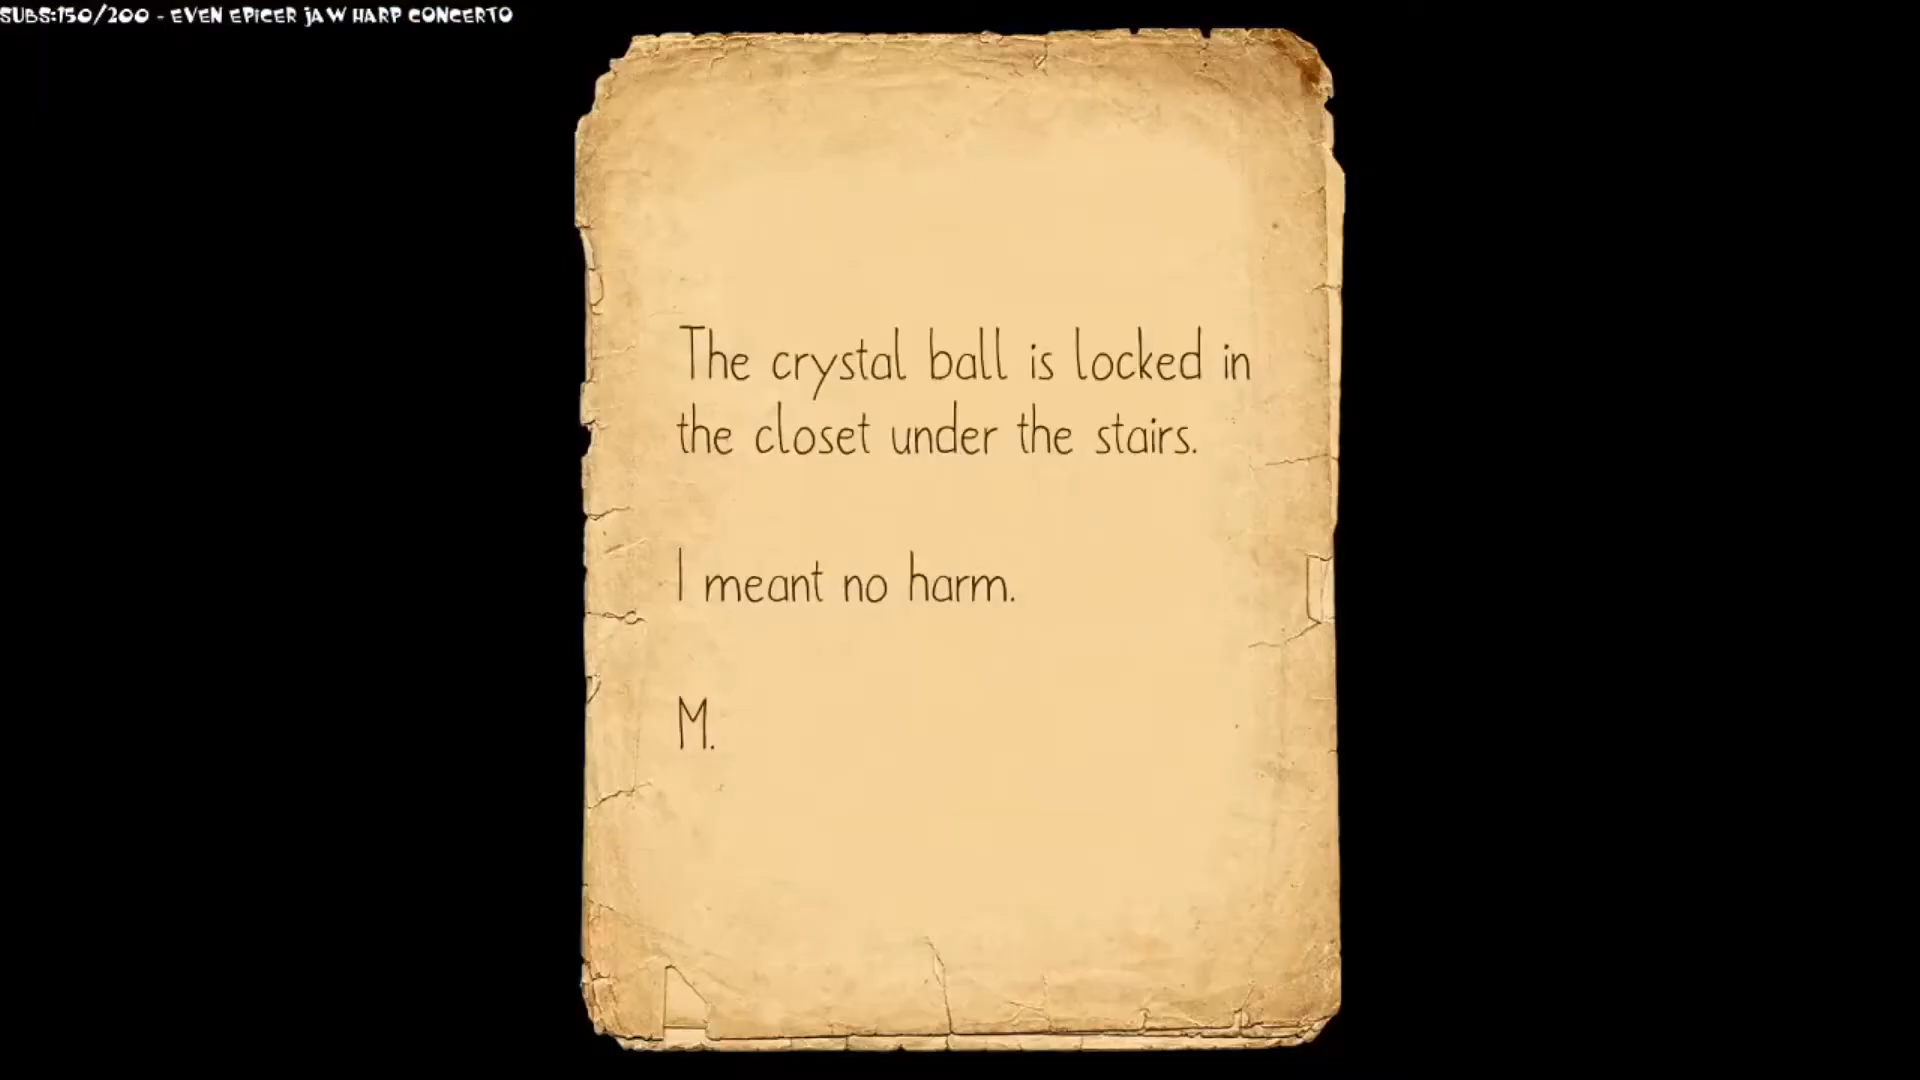 SUBS:150/200 - EVEN EPICER JAW HARP CONCERTO
The crystal ball is locked in
the closet under the stairs.
I meant no harm.
M.